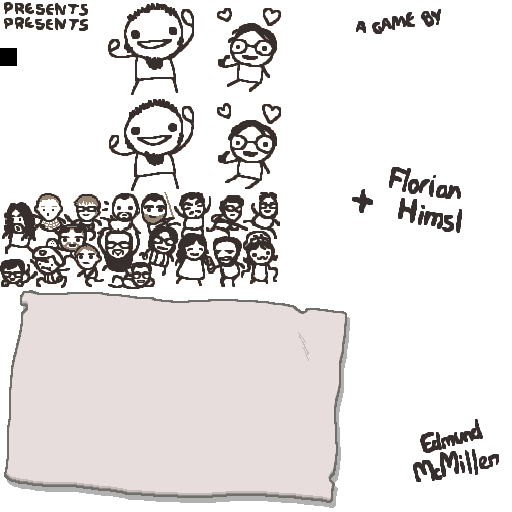 PRESENTS
PRESENTS
A GAME BY
+ Florian
Himsl
Edmund
McMillen